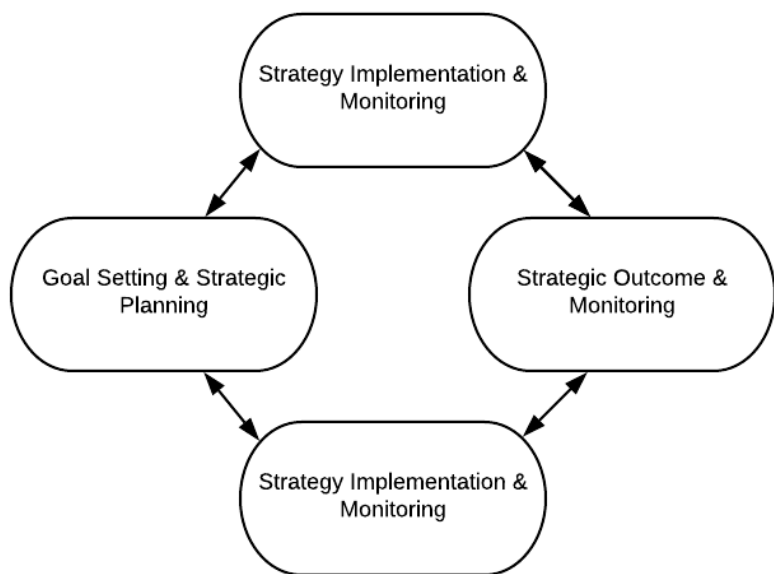 Strategy Implementation &
Monitoring
Goal Setting & Strategic
Planning
Strategic Outcome &
Monitoring
Strategy Implementation &
Monitoring